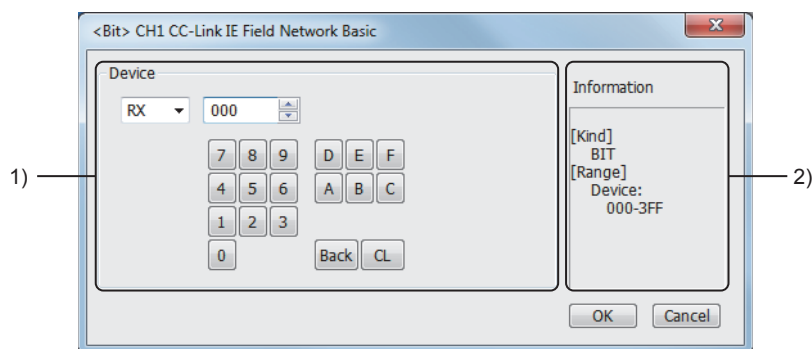 <Bit> CH1 CC-Link IE Field Network Basic
X
Device
RX 000
7 8 9 D E F
4 5 6 A B C
1 2 3
0 Back CL
1)
Information
[Kind]
BIT
[Range]
Device:
000-3FF
2)
OK Cancel